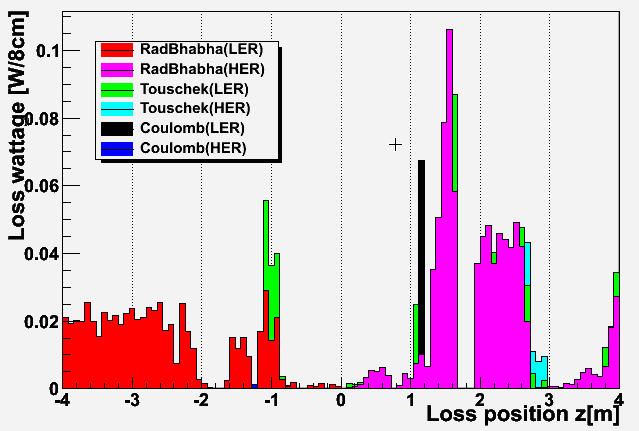 Loss wattage [W/8cm]
0.1
0.08
0.06
0.04
0.02
0
RadBhabha(LER)
RadBhabha(HER)
Touschek(LER)
Touschek(HER)
Coulomb(LER)
Coulomb(HER)
-4 -3 -2 -1 0 1 2 3 4
Loss position z[m]